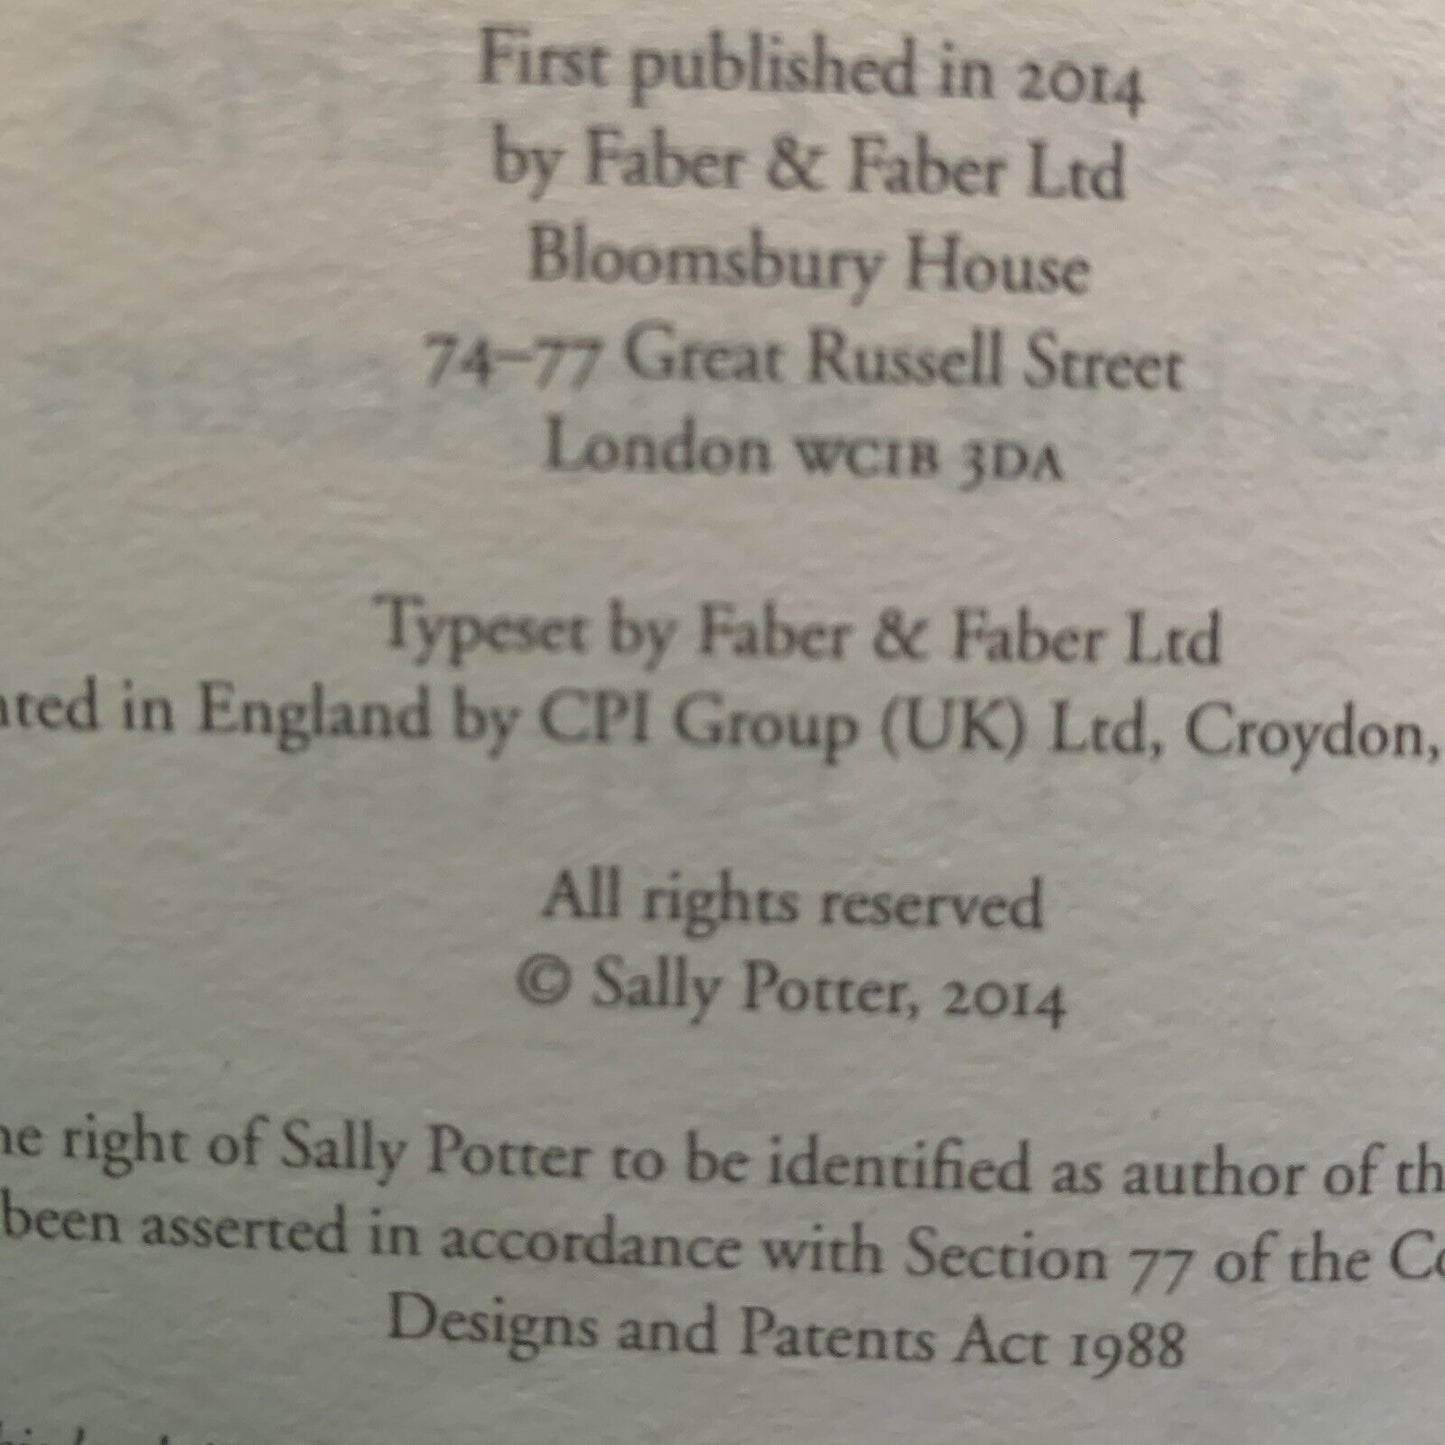 First published in 2014
by Faber & Faber Ltd
Bloomsbury House
74–77 Great Russell Street
London WC1B 3DA
Typeset by Faber & Faber Ltd
nted in England by CPI Group (UK) Ltd, Croydon,
All rights reserved
© Sally Potter, 2014
he right of Sally Potter to be identified as author of th
been asserted in accordance with Section 77 of the Co
Designs and Patents Act 1988